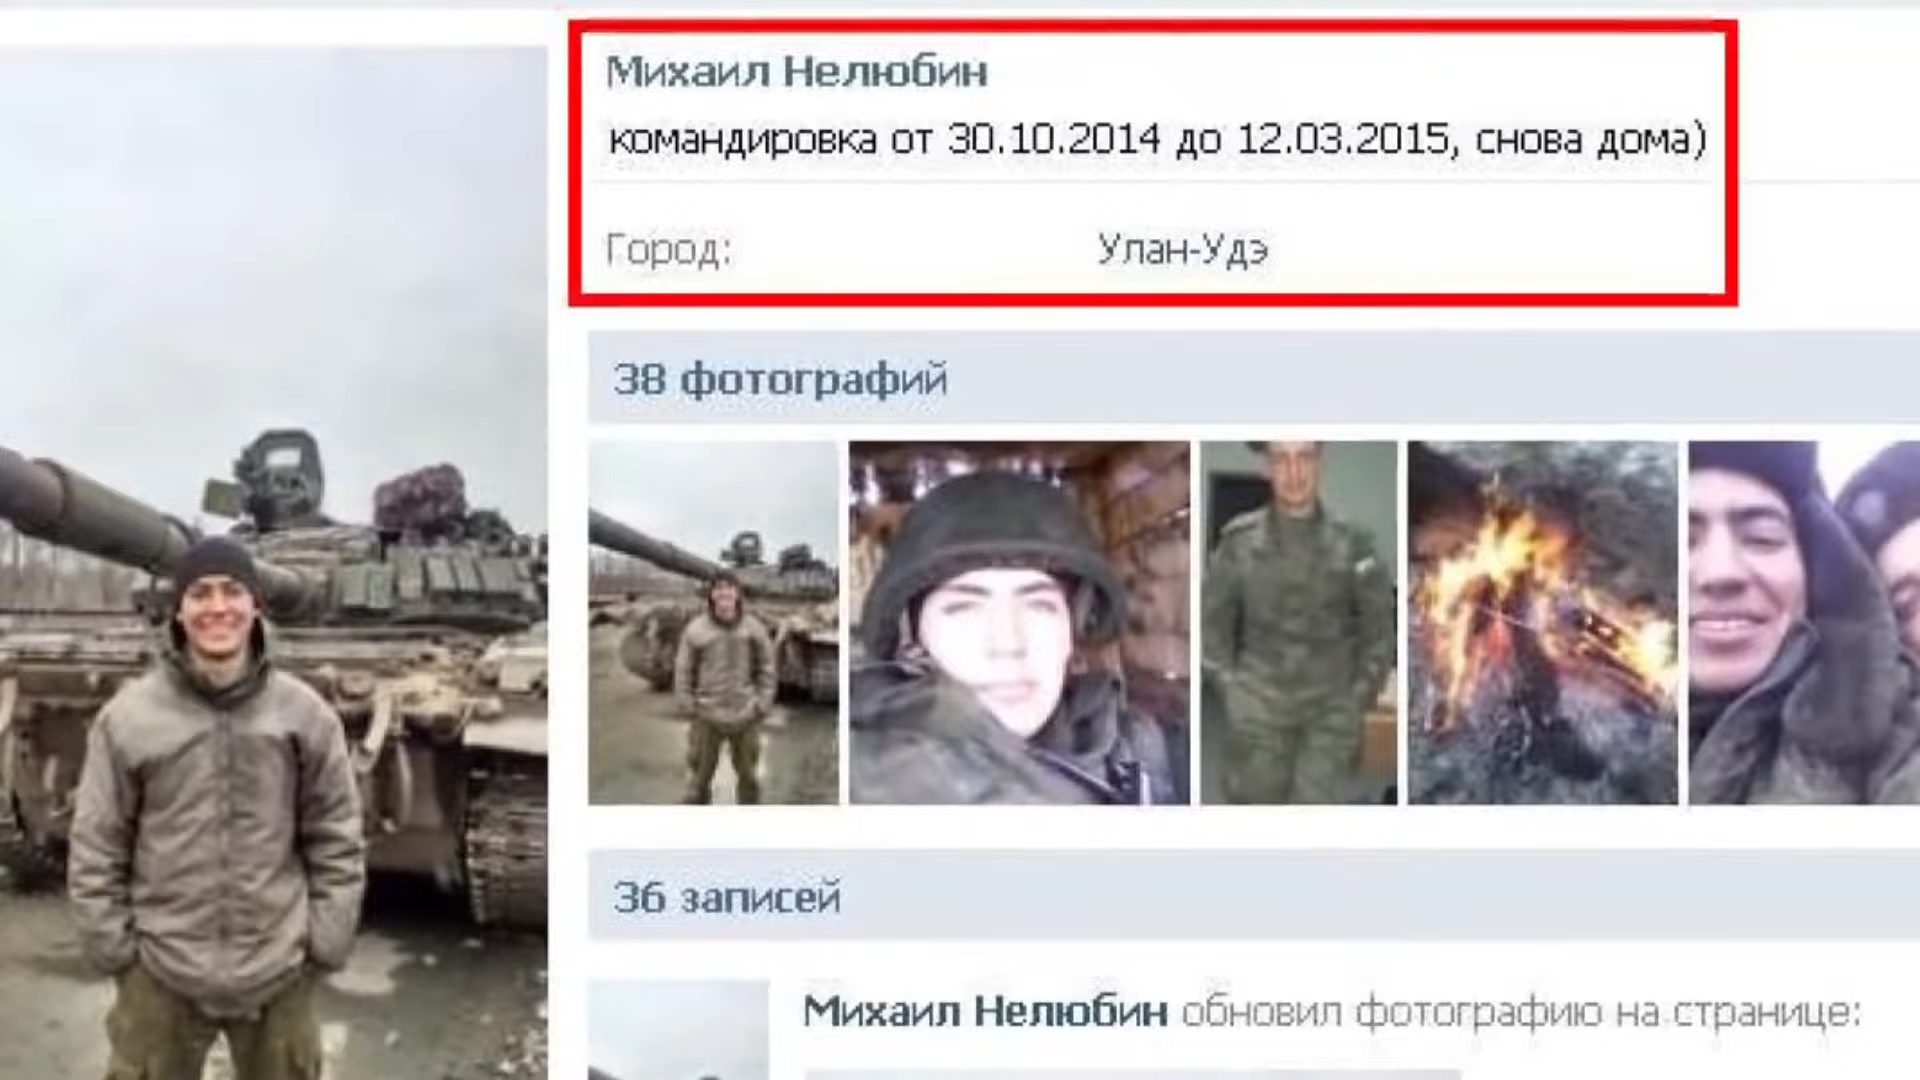 Михаил Нелюбин
командировка от 30.10.2014 до 12.03.2015, снова дома)
Город: Улан-Удэ
38 фотографий
36 записей
Михаил Нелюбин обновил фотографию на странице: